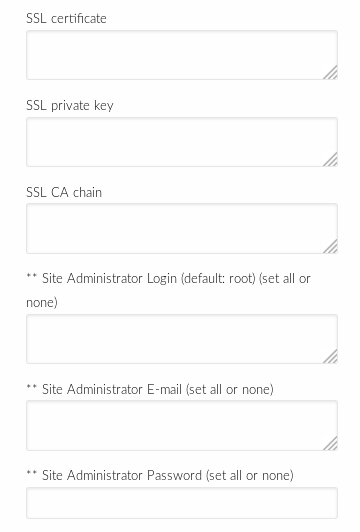 SSL certificate
SSL private key
SSL CA chain
** Site Administrator Login (default: root) (set all or
none)
** Site Administrator E-mail (set all or none)
** Site Administrator Password (set all or none)